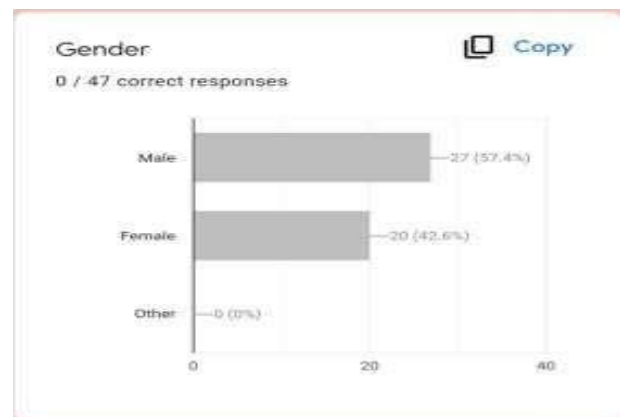 Gender
Copy
0 / 47 correct responses
Male
27 (57.4%)
Female
20 (42.6%)
Other
0 (0%)
0
20
40